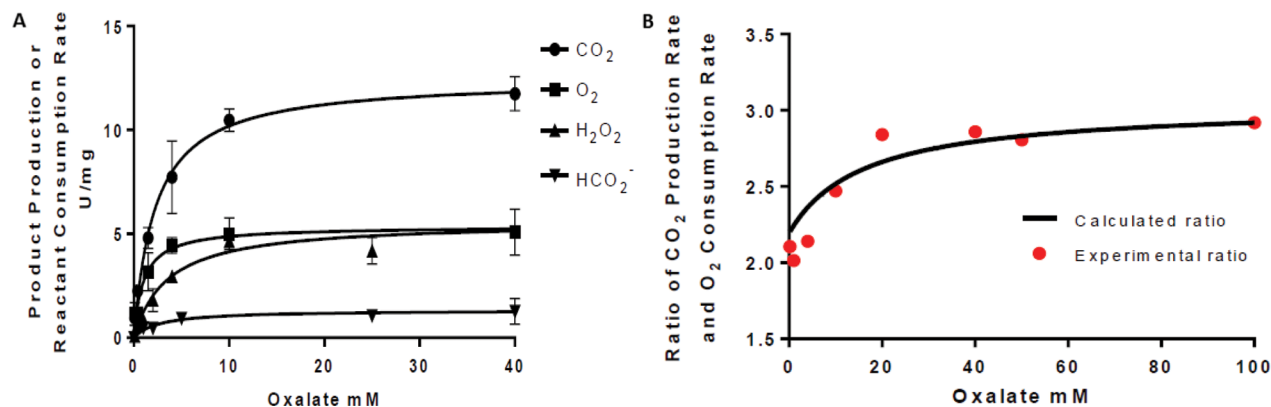 A
Product Production or
Reactant Consumption Rate
U/mg
15
10
5
0
0
10
20
30
40
Oxalate mM
CO₂
O₂
H₂O₂
HCO₂⁻
B
Ratio of CO₂ Production Rate
and O₂ Consumption Rate
3.5
3.0
2.5
2.0
1.5
0
20
40
60
80
100
Oxalate mM
Calculated ratio
Experimental ratio